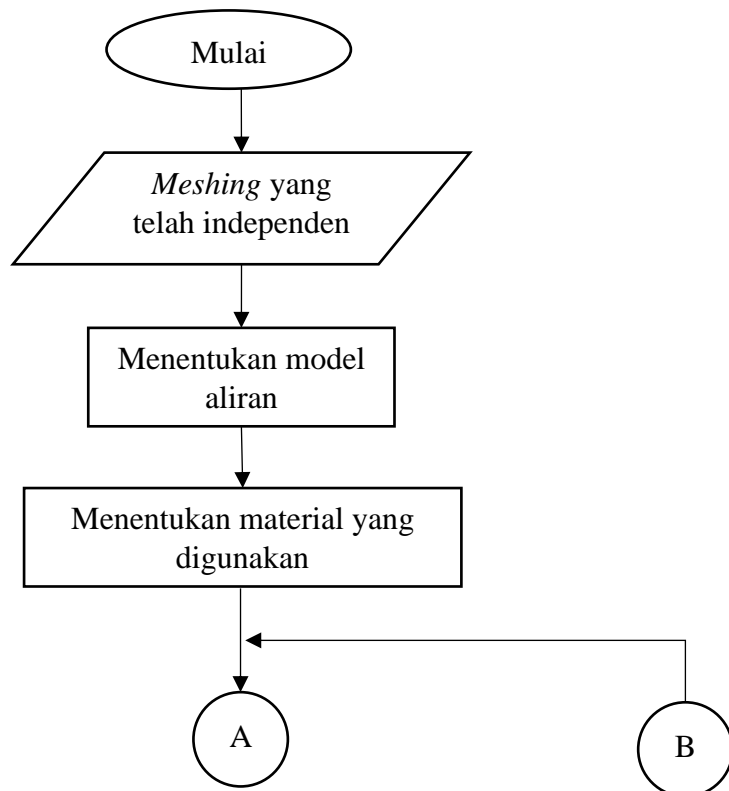 Mulai
Meshing yang
telah independen
Menentukan model
aliran
Menentukan material yang
digunakan
A
B